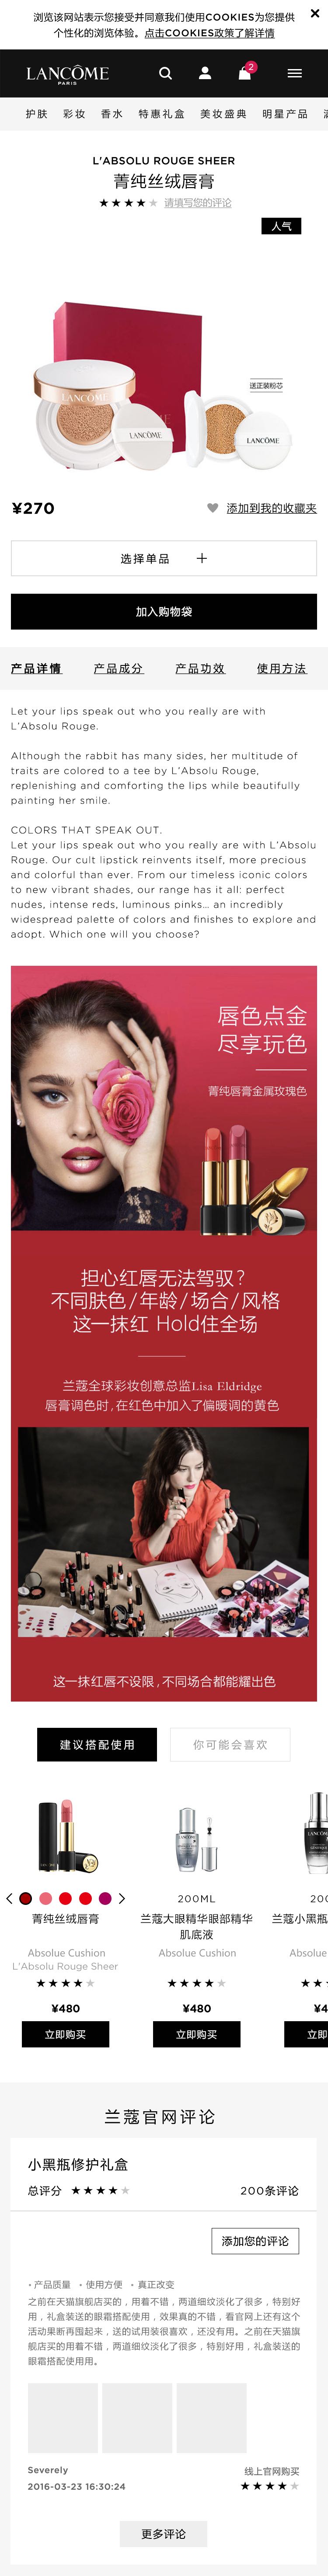 浏览该网站表示您接受并同意我们使用COOKIES为您提供
个性化的浏览体验。点击COOKIES政策了解详情
LANCÔME
PARIS
2
护肤 彩妆 香水 特惠礼盒 美妆盛典 明星产品
L'ABSOLU ROUGE SHEER
菁纯丝绒唇膏
请填写您的评论
人气
送正装粉芯
LANCÔME
LANCÔME
LANCÔME
¥270
添加到我的收藏夹
选择单品
加入购物袋
产品详情 产品成分 产品功效 使用方法
Let your lips speak out who you really are with
L'Absolu Rouge.
Although the rabbit has many sides, her multitude of
traits are colored to a tee by L'Absolu Rouge,
replenishing and comforting the lips while beautifully
painting her smile.
COLORS THAT SPEAK OUT.
Let your lips speak out who you really are with L'Absolu
Rouge. Our cult lipstick reinvents itself, more precious
and colorful than ever. From our timeless iconic colors
to new vibrant shades, our range has it all: perfect
nudes, intense reds, luminous pinks... an incredibly
widespread palette of colors and finishes to explore and
adopt. Which one will you choose?
唇色点金
尽享玩色
菁纯唇膏金属玫瑰色
担心红唇无法驾驭?
不同肤色/年龄/场合/风格
这一抹红 Hold住全场
兰蔻全球彩妆创意总监Lisa Eldridge
唇膏调色时,在红色中加入了偏暖调的黄色
这一抹红唇不设限,不同场合都能耀出色
建议搭配使用
你可能会喜欢
200ML
菁纯丝绒唇膏
兰蔻大眼精华眼部精华
肌底液
兰蔻小黑瓶
Absolue Cushion
L'Absolu Rouge Sheer
Absolue Cushion
Absolue
¥480
¥480
¥4
立即购买
立即购买
立即
兰蔻官网评论
小黑瓶修护礼盒
总评分
200条评论
添加您的评论
·产品质量 ·使用方便 ·真正改变
之前在天猫旗舰店买的,用着不错,两道细纹淡化了很多,特别好
用,礼盒装送的眼霜搭配使用,效果真的不错,看官网上还有这个
活动果断再囤起来,送的试用装很喜欢,还没有用。之前在天猫旗
舰店买的用着不错,两道细纹淡化了很多,特别好用,礼盒装送的
眼霜搭配使用用。
Severely
线上官网购买
2016-03-23 16:30:24
更多评论